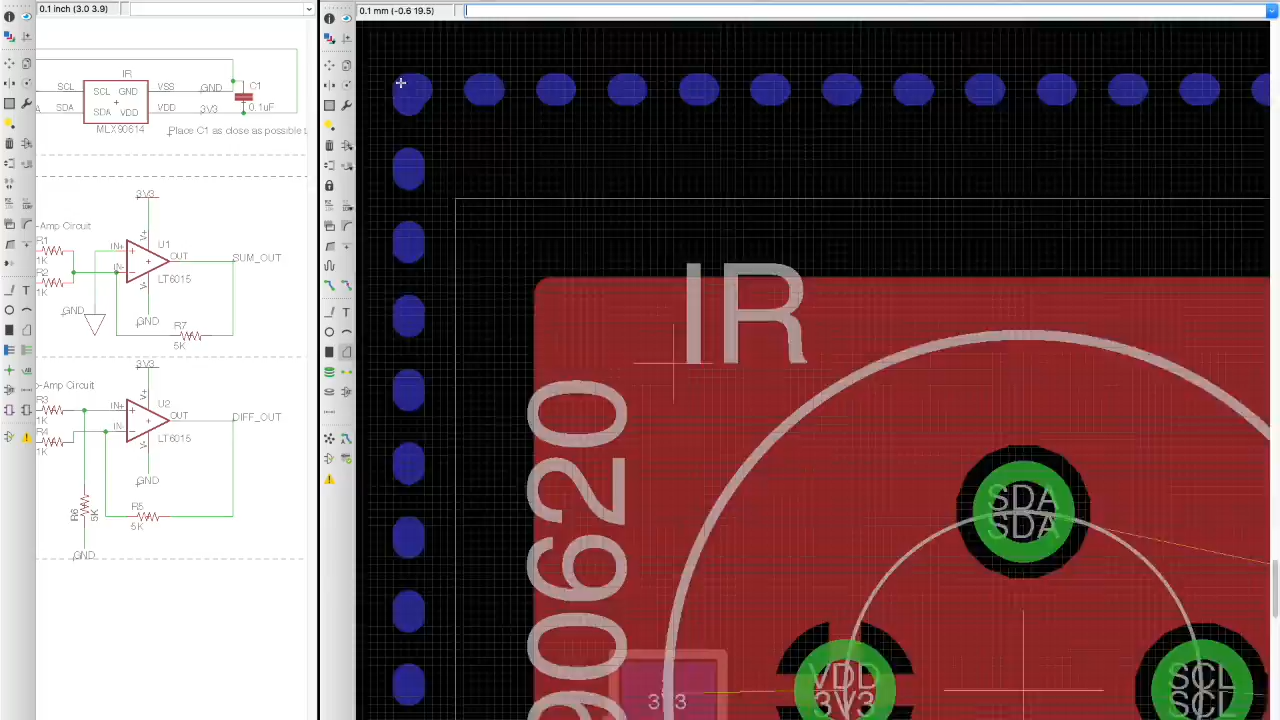 0.1 inch (3.0 3.9)
IR
SCL
SCL GND
VSS
GND
C1
SDA
SDA VDD
VDD
3V3
0.1uF
A
MLX90614
Place C1 as close as possible t
3V3
-Amp Circuit
V+
R1
1K
IN+
U1
OUT
SUM_OUT
R2
1K
IN-
LT6015
V-
GND
GND
R7
5K
3V3
-Amp Circuit
V+
R3
1K
IN+
U2
OUT
DIFF_OUT
IN-
1K
LT6015
V-
GND
R6
5K
R5
5K
GND
0.1 mm (-0.6 19.5)
IR
90620
SDA
SDA
VDD
3V3
3V3
SCL
SCL